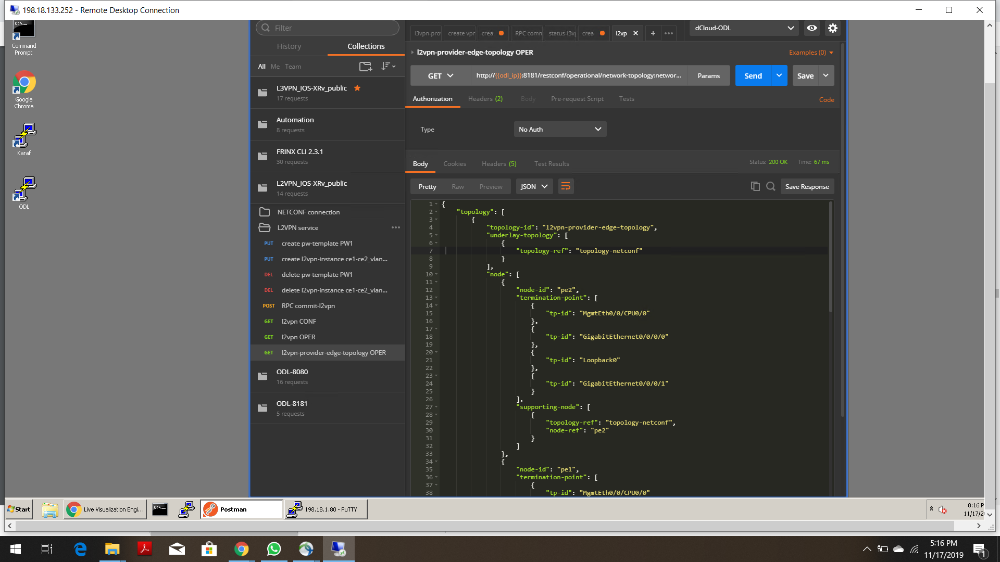 198.18.133.252 - Remote Desktop Connection
Command
Prompt
Google
Chrome
Karaf
ODL
Filter
History
Collections
All Me Team
L3VPN_IOS-XRv_public
17 requests
Automation
8 requests
FRINX CLI 2.3.1
30 requests
L2VPN_IOS-XRv_public
14 requests
NETCONF connection
L2VPN service
PUT create pw-template PW1
PUT create l2vpn-instance ce1-ce2_vlan...
DEL delete pw-template PW1
DEL delete l2vpn-instance ce1-ce2_vlan...
POST RPC commit-l2vpn
GET l2vpn CONF
GET l2vpn OPER
GET l2vpn-provider-edge-topology OPER
ODL-8080
16 requests
ODL-8181
5 requests
l3vpn-prov create vpn crea RPC comm status-l3v crea l2vp
dCloud-ODL
l2vpn-provider-edge-topology OPER
Examples (0)
GET http://{{odl_ip}}:8181/restconf/operational/network-topology:networ... Params Send Save
Authorization Headers (2) Body Pre-request Script Tests Code
Type No Auth
Body Cookies Headers (5) Test Results Status: 200 OK Time: 67 ms
Pretty Raw Preview JSON Save Response
1 {
2 "topology": [
3 {
4 "topology-id": "l2vpn-provider-edge-topology",
5 "underlay-topology": [
6 {
7 "topology-ref": "topology-netconf"
8 }
9 ],
10 "node": [
11 {
12 "node-id": "pe2",
13 "termination-point": [
14 {
15 "tp-id": "MgmtEth0/0/CPU0/0"
16 },
17 {
18 "tp-id": "GigabitEthernet0/0/0/0"
19 },
20 {
21 "tp-id": "Loopback0"
22 },
23 {
24 "tp-id": "GigabitEthernet0/0/0/1"
25 }
26 ],
27 "supporting-node": [
28 {
29 "topology-ref": "topology-netconf",
30 "node-ref": "pe2"
31 }
32 ]
33 },
34 {
35 "node-id": "pe1",
36 "termination-point": [
37 {
38 "tp-id": "MgmtEth0/0/CPU0/0"
Start
Live Visualization Engi...
Postman
198.18.1.80 - PuTTY
8:16 P
11/17/20
5:16 PM
11/17/2019
1